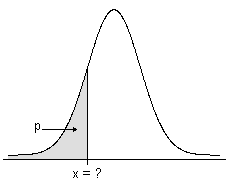 p
x = ?